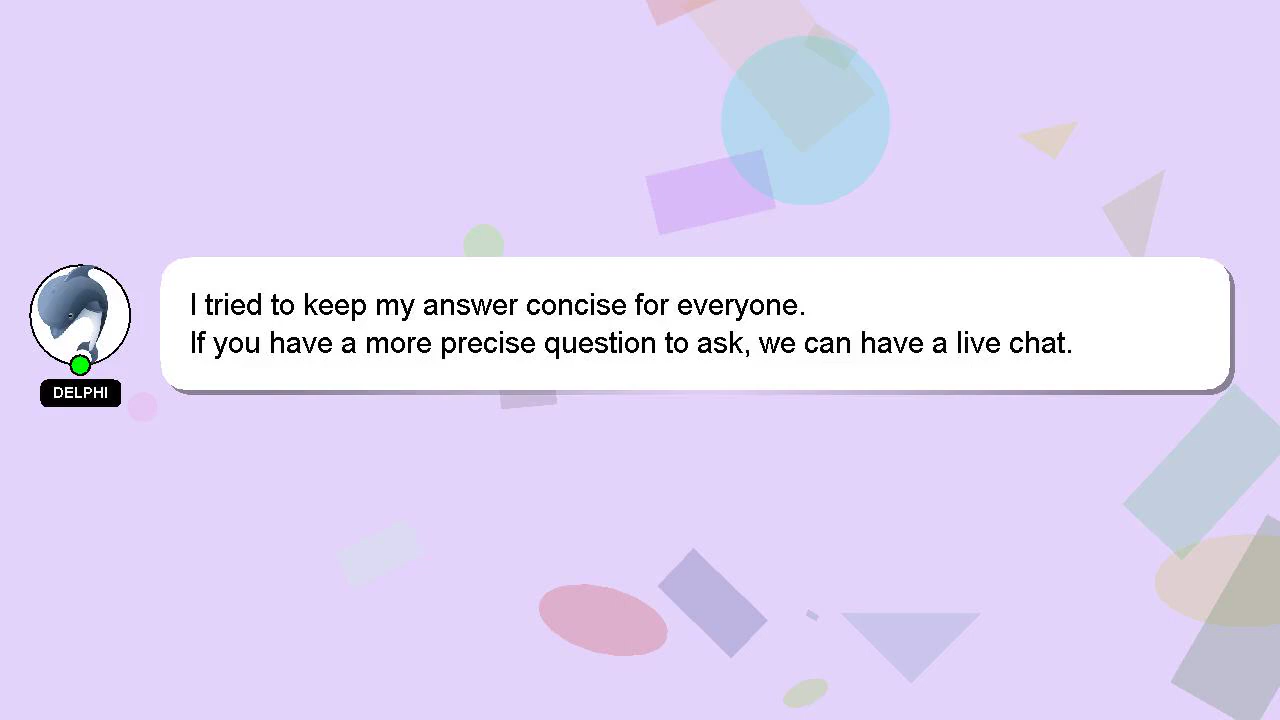 I tried to keep my answer concise for everyone.
If you have a more precise question to ask, we can have a live chat.
DELPHI